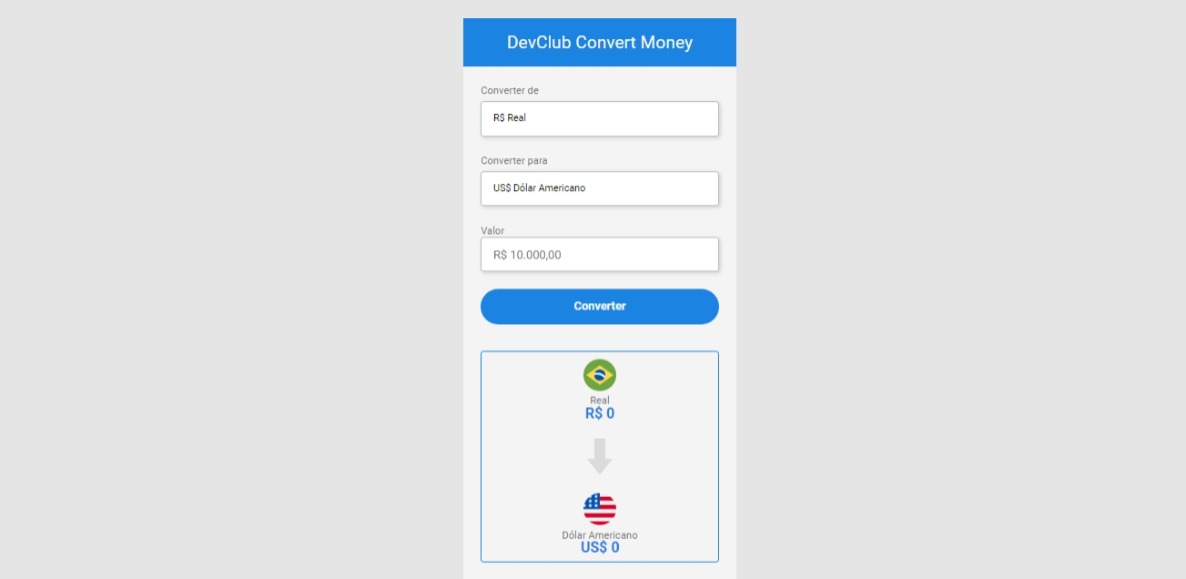 DevClub Convert Money
Converter de
R$ Real
Converter para
US$ Dólar Americano
Valor
R$ 10.000,00
Converter
Real
R$ 0
Dólar Americano
US$ 0